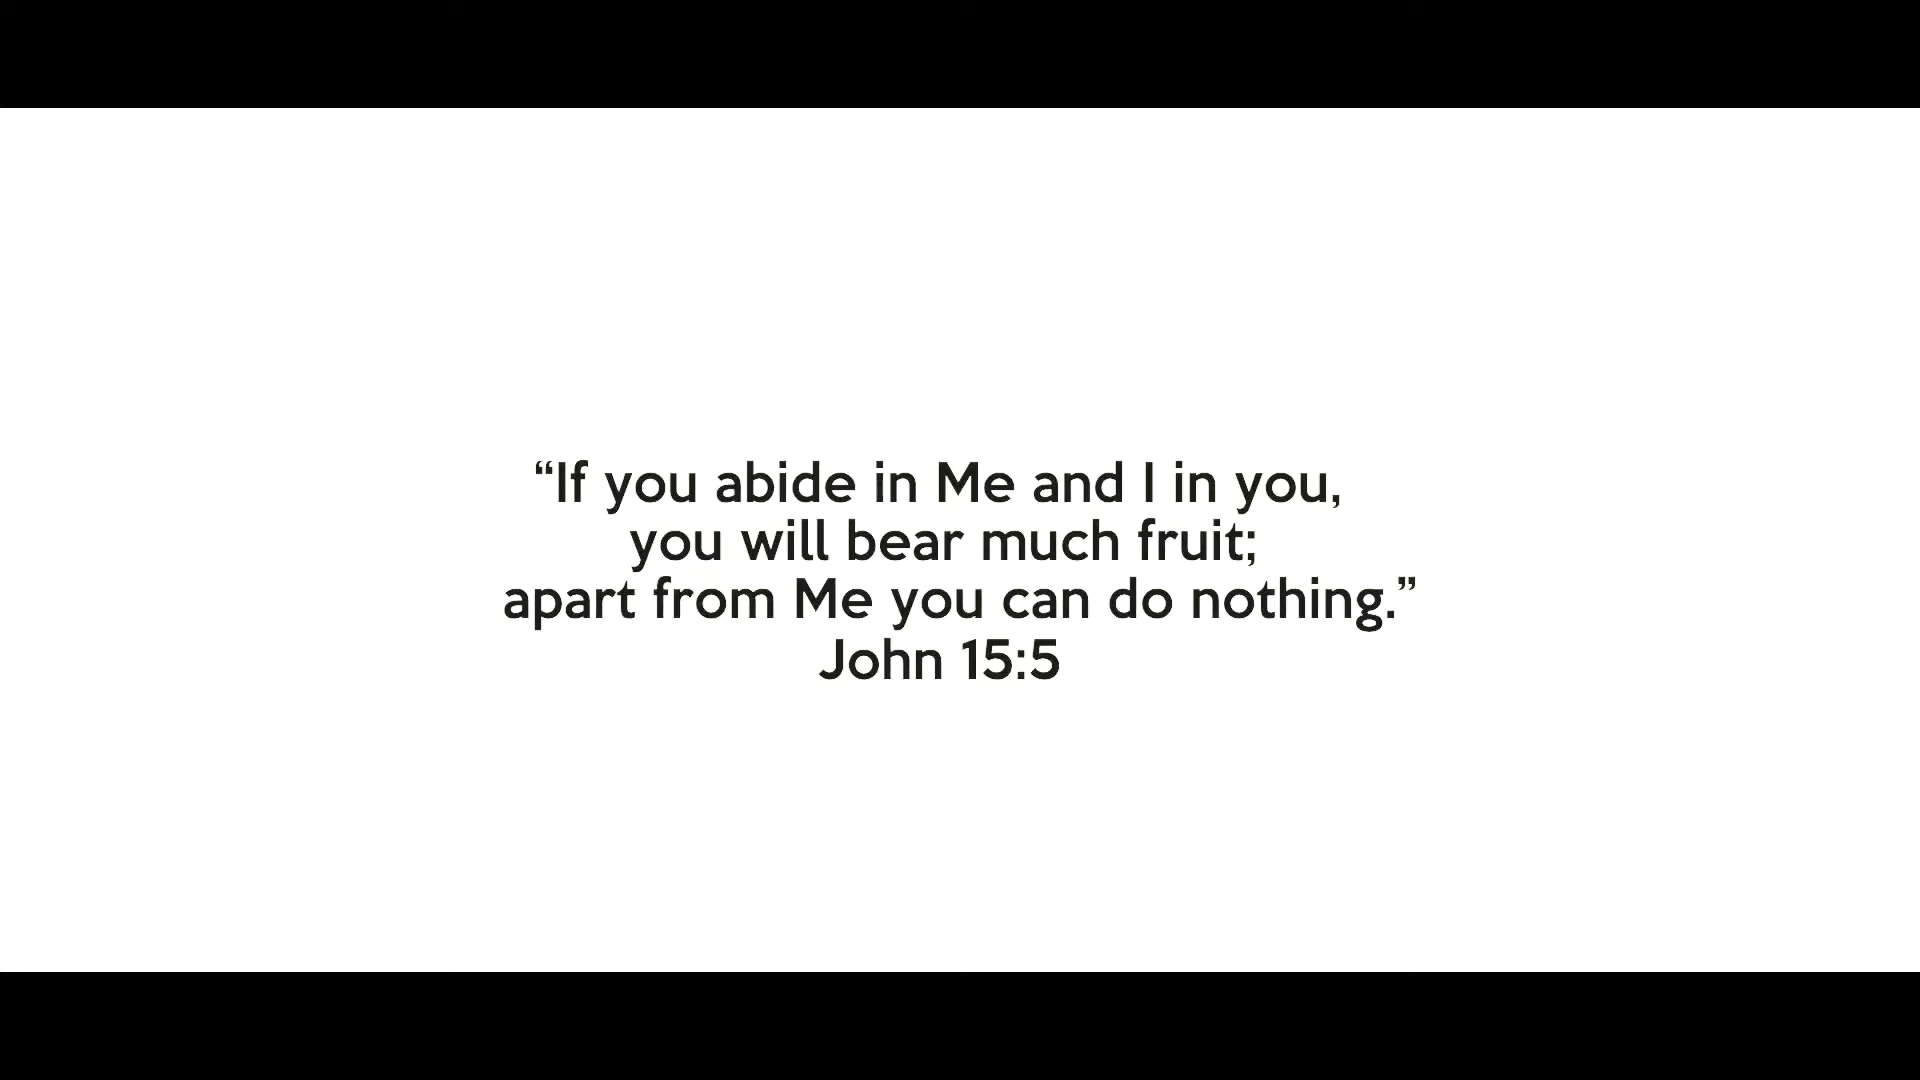 “If you abide in Me and I in you,
you will bear much fruit;
apart from Me you can do nothing.”
John 15:5